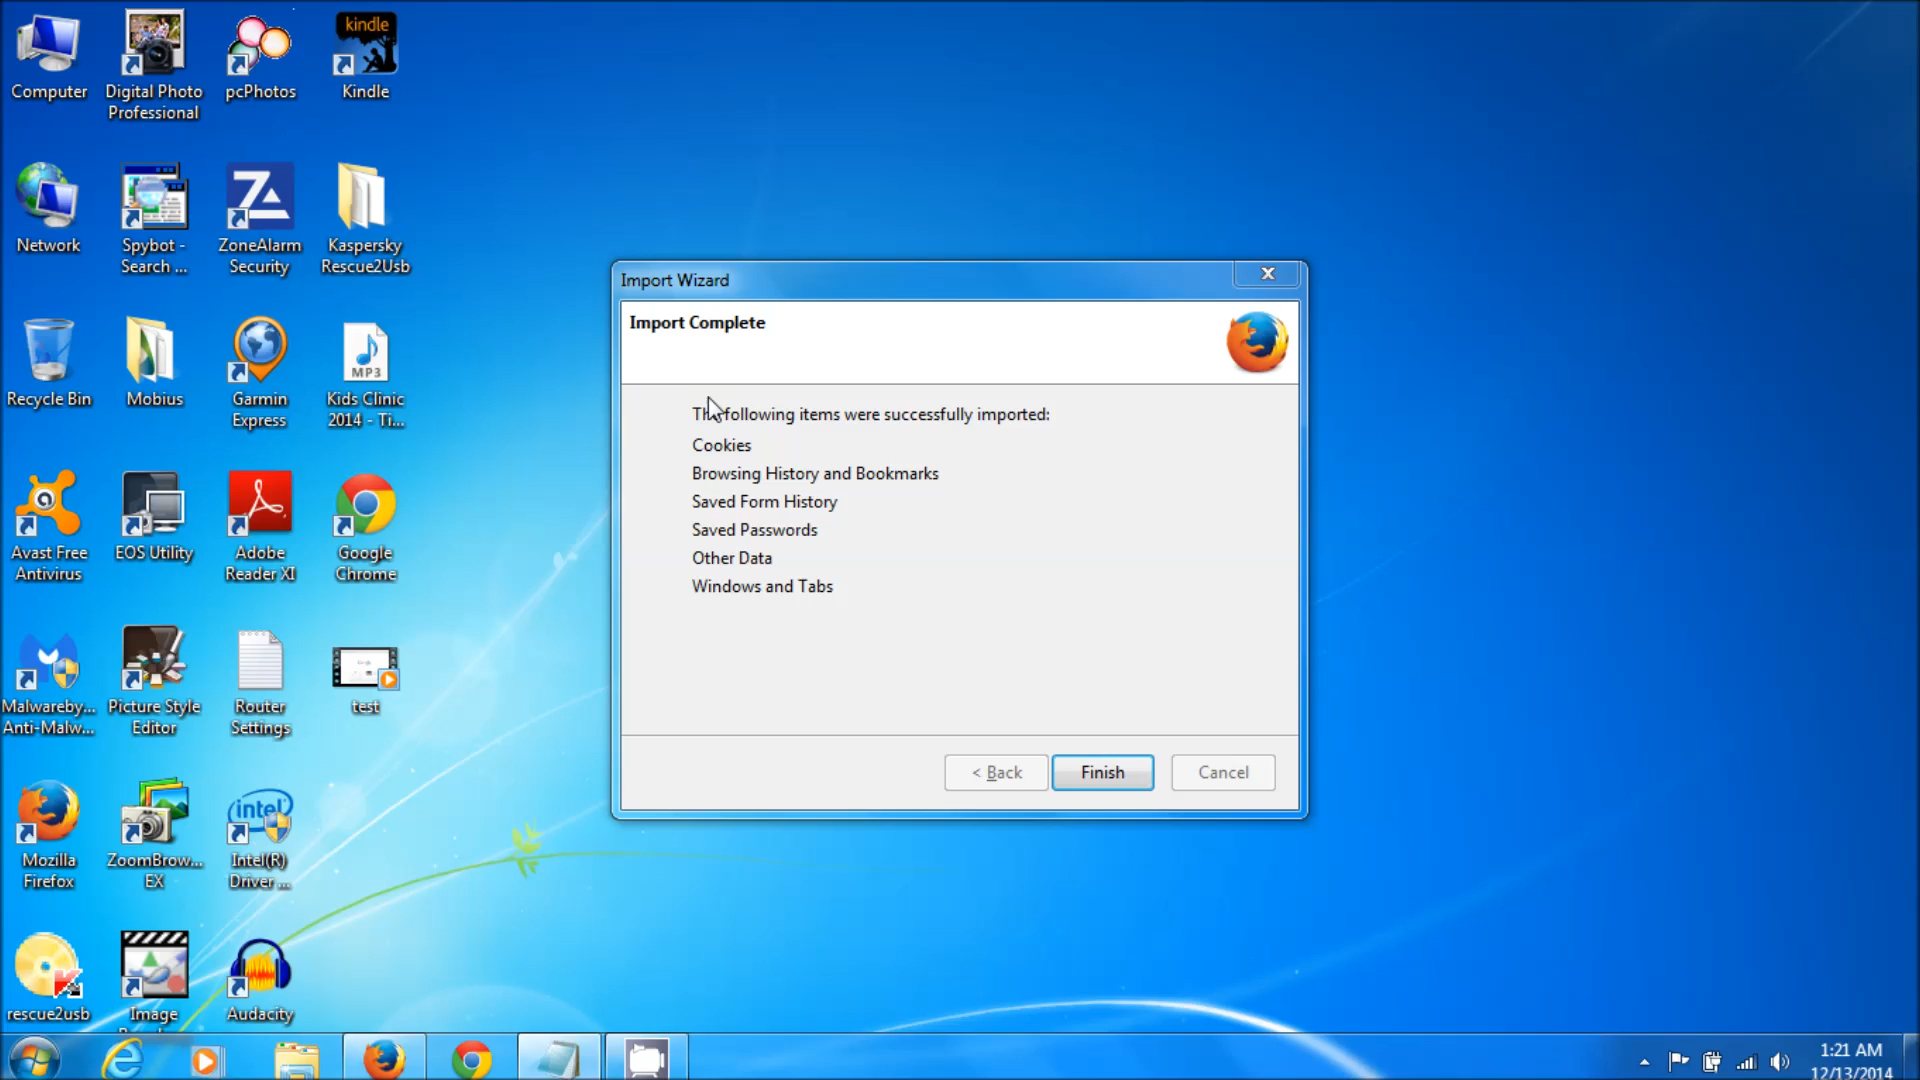 kindle
Computer
Digital Photo
Professional
pcPhotos
Kindle
Network
Spybot -
Search ...
ZoneAlarm
Security
Kaspersky
Rescue2Usb
Recycle Bin
Mobius
Garmin
Express
MP3
Kids Clinic
2014 - Ti...
Avast Free
Antivirus
EOS Utility
Adobe
Reader XI
Google
Chrome
Malwareby...
Anti-Malw...
Picture Style
Editor
Router
Settings
test
Mozilla
Firefox
ZoomBrow...
EX
intel
Intel(R)
Driver ...
rescue2usb
Image
Audacity
Import Wizard
Import Complete
The following items were successfully imported:
Cookies
Browsing History and Bookmarks
Saved Form History
Saved Passwords
Other Data
Windows and Tabs
< Back
Finish
Cancel
1:21 AM
12/13/2014